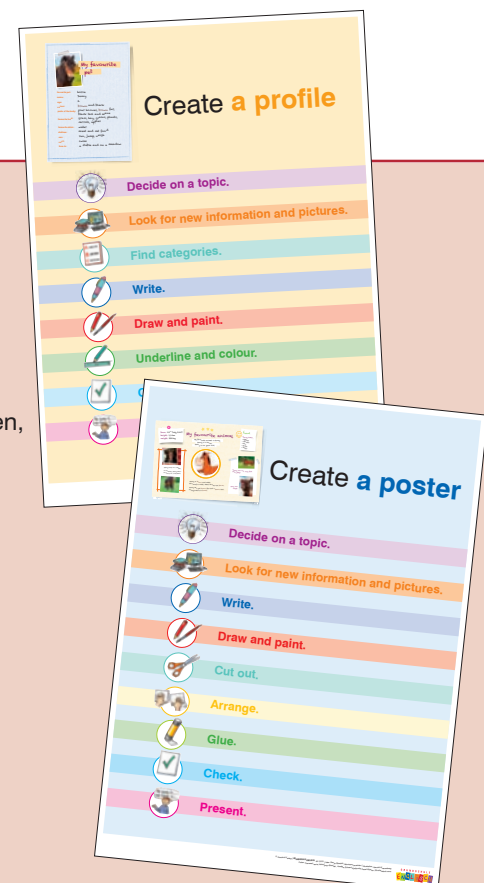 My favourite
pet
Create a profile
Decide on a topic.
Look for new information and pictures.
Find categories.
Write.
Draw and paint.
Underline and colour.
en,
My favourite
Create a poster
Decide on a topic.
Look for new information and pictures.
Write.
Draw and paint.
Cut out.
Arrange.
Glue.
Check.
Present.